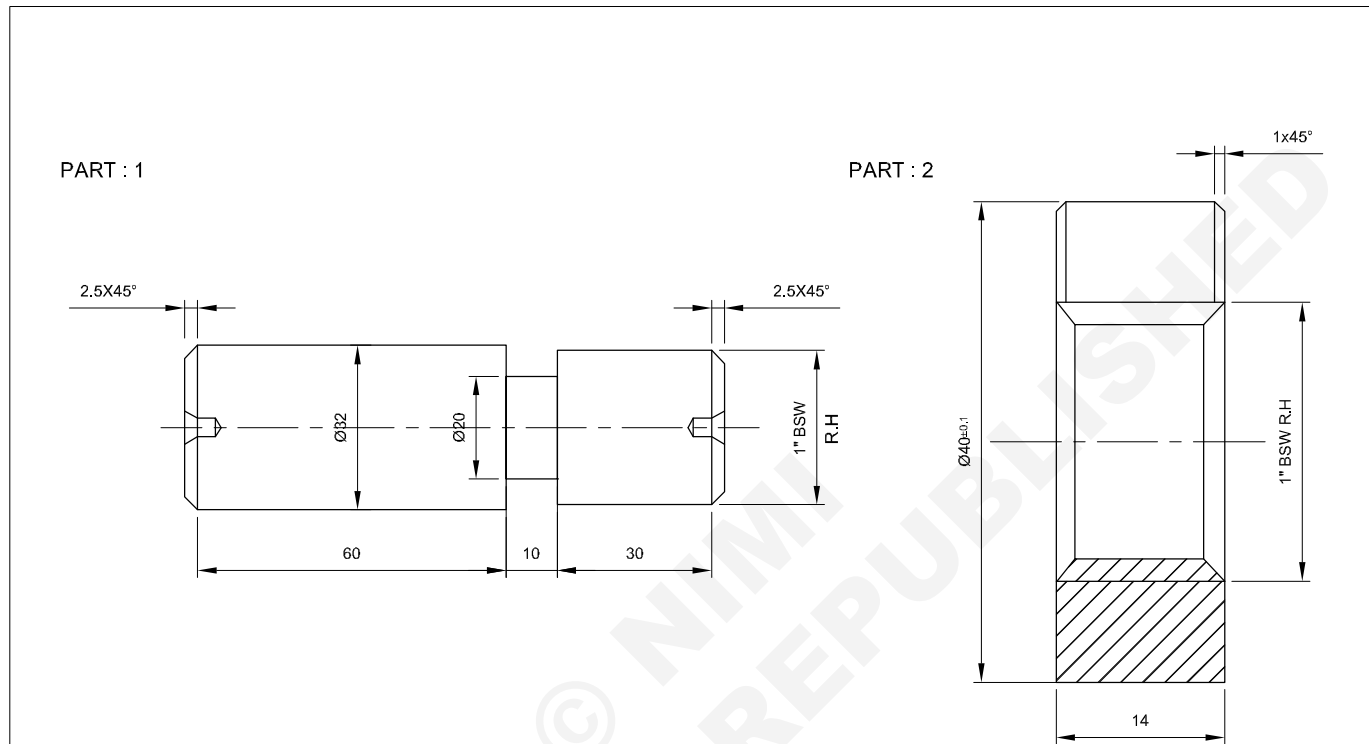 PART : 1
PART : 2
1x45°
2.5X45°
2.5X45°
Ø32
Ø20
1" BSW
R.H
Ø40±0.1
1" BSW R.H
60
10
30
14
© NIMI
REPUBLISHED